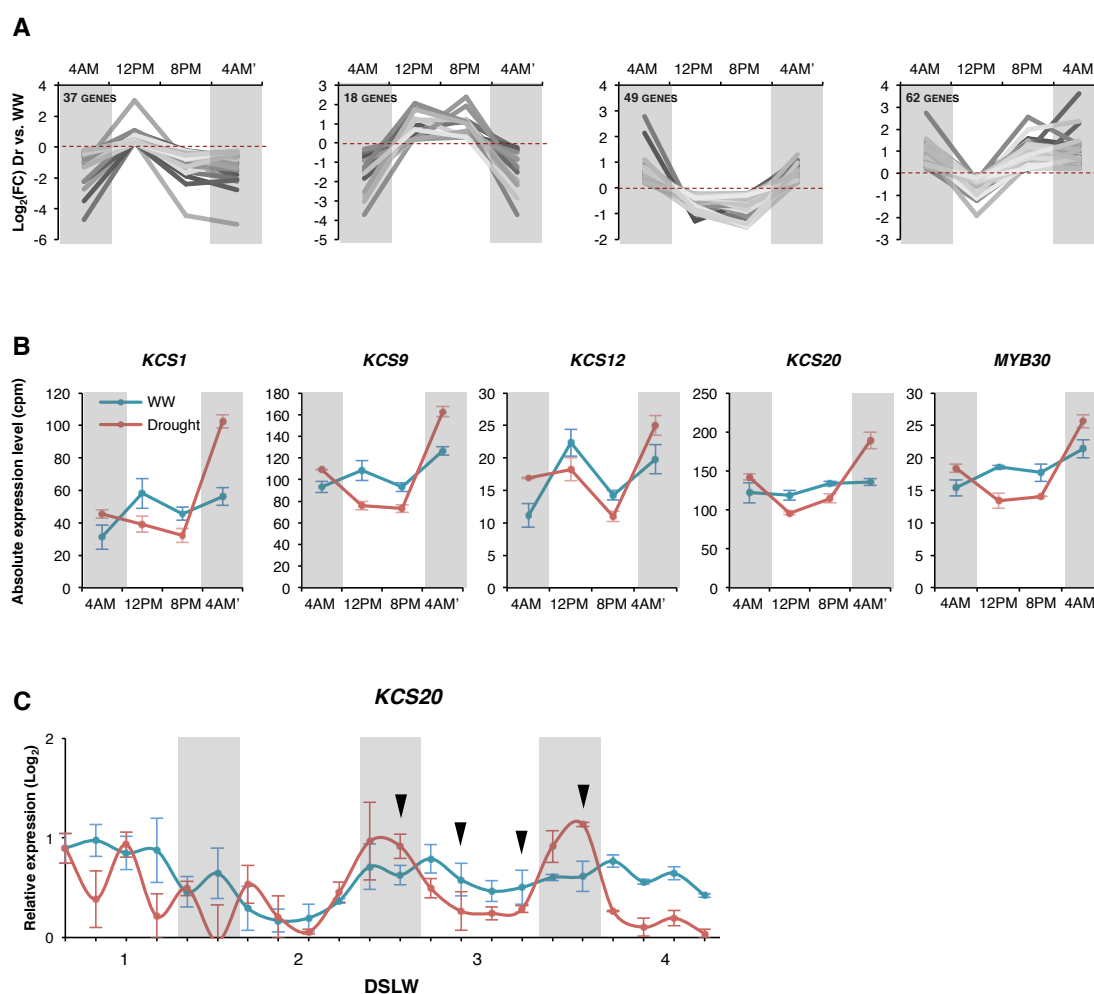 A
4AM 12PM 8PM 4AM'
4AM 12PM 8PM 4AM'
4AM 12PM 8PM 4AM'
4AM 12PM 8PM 4AM
Log2(FC) Dr vs. WW
37 GENES
4
2
0
-2
-4
-6
18 GENES
3
2
1
0
-1
-2
-3
-4
-5
49 GENES
4
3
2
1
0
-1
-2
62 GENES
4
3
2
1
0
-1
-2
-3
B
KCS1
KCS9
KCS12
KCS20
MYB30
Absolute expression level (cpm)
WW
Drought
120
100
80
60
40
20
0
4AM 12PM 8PM 4AM'
180
160
140
120
100
80
60
40
20
0
4AM 12PM 8PM 4AM'
30
25
20
15
10
5
0
4AM 12PM 8PM 4AM'
250
200
150
100
50
0
4AM 12PM 8PM 4AM'
30
25
20
15
10
5
0
4AM 12PM 8PM 4AM
C
KCS20
Relative expression (Log2)
2
1
0
1 2 3 4
DSLW